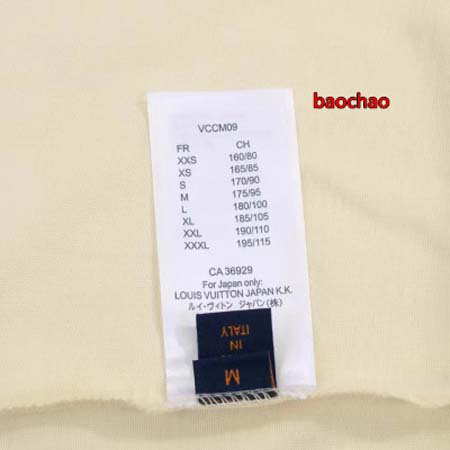 baochao
VCCM09
FR CH
XXS 160/80
XS 165/85
S 170/90
M 175/95
L 180/100
XL 185/105
XXL 190/110
XXXL 195/115
CA 36929
For Japan only:
LOUIS VUITTON JAPAN K.K.
ルイ・ヴィトン ジャパン(株)
IN
ITALY
M